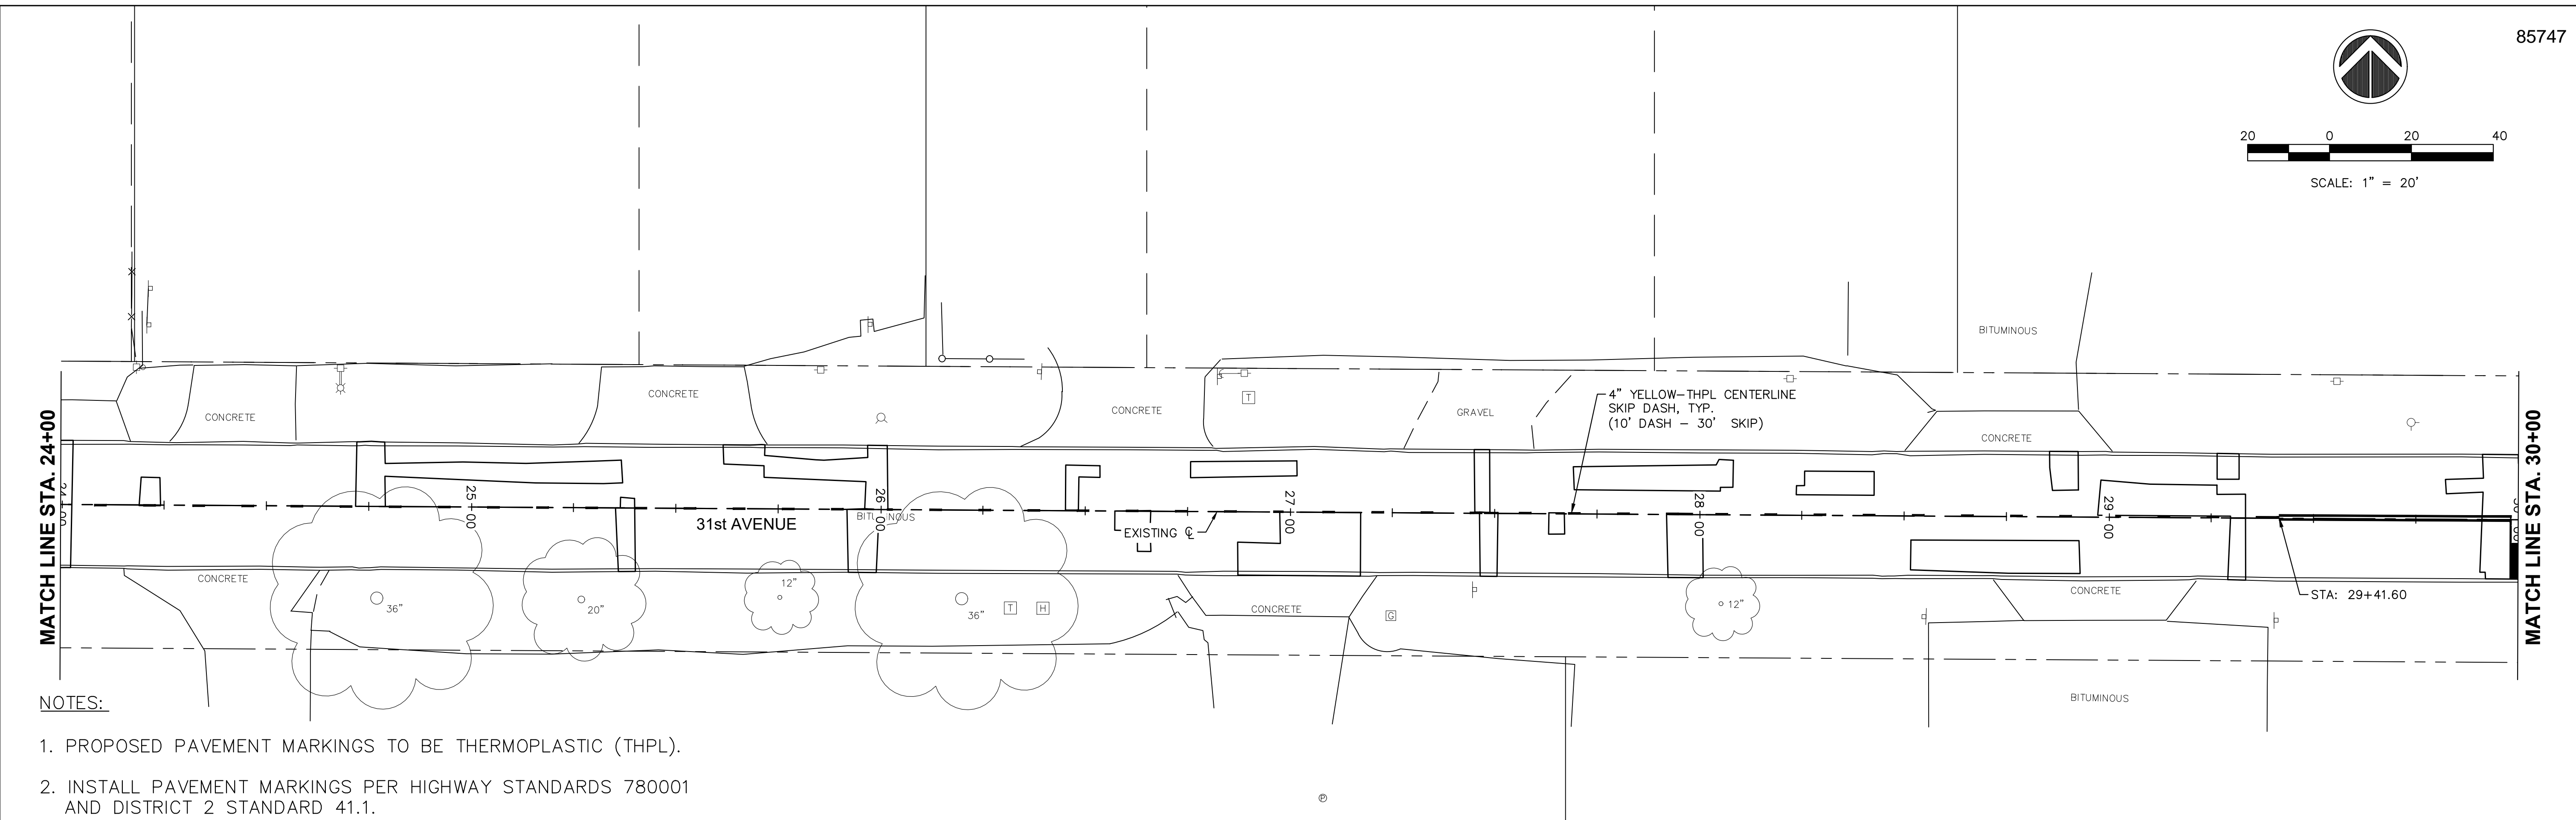 85747
20 0 20 40
SCALE: 1" = 20'
BITUMINOUS
CONCRETE
CONCRETE
CONCRETE
T
GRAVEL
4" YELLOW-THPL CENTERLINE
SKIP DASH, TYP.
(10' DASH - 30' SKIP)
CONCRETE
MATCH LINE STA. 24+00
25+00
26+00
27+00
28+00
29+00
MATCH LINE STA. 30+00
31st AVENUE
BITUMINOUS
EXISTING ℄
CONCRETE
36"
20"
12"
36"
T
H
CONCRETE
G
12"
CONCRETE
STA: 29+41.60
BITUMINOUS
P
NOTES:
1. PROPOSED PAVEMENT MARKINGS TO BE THERMOPLASTIC (THPL).
2. INSTALL PAVEMENT MARKINGS PER HIGHWAY STANDARDS 780001
AND DISTRICT 2 STANDARD 41.1.